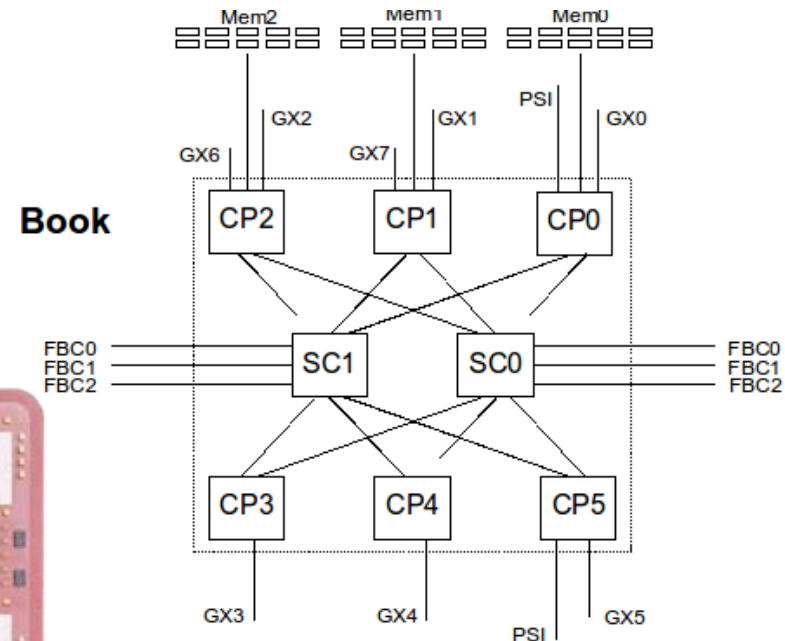 Mem2 Mem1 Mem0
PSI
GX2 GX1 GX0
GX6 GX7
Book
CP2 CP1 CP0
FBC0 SC1 SC0 FBC0
FBC1 FBC1
FBC2 FBC2
CP3 CP4 CP5
GX3 GX4 GX5
PSI